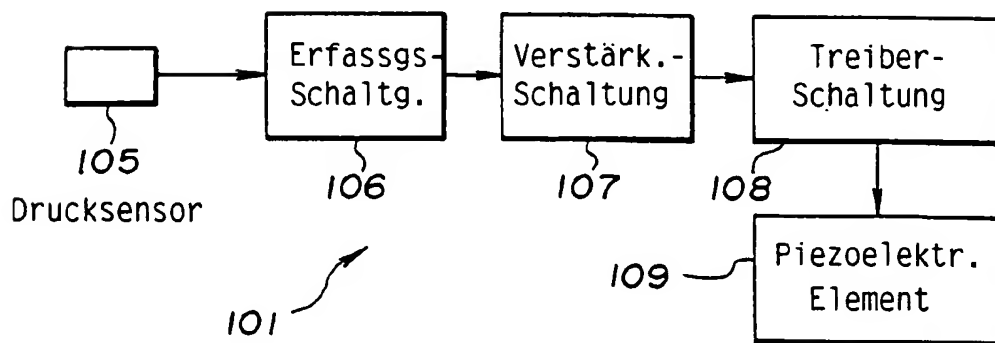 Erfassgs-
Schaltg.
Verstärk.-
Schaltung
Treiber-
Schaltung
105
106
107
108
Drucksensor
Piezoelektr.
Element
109
101